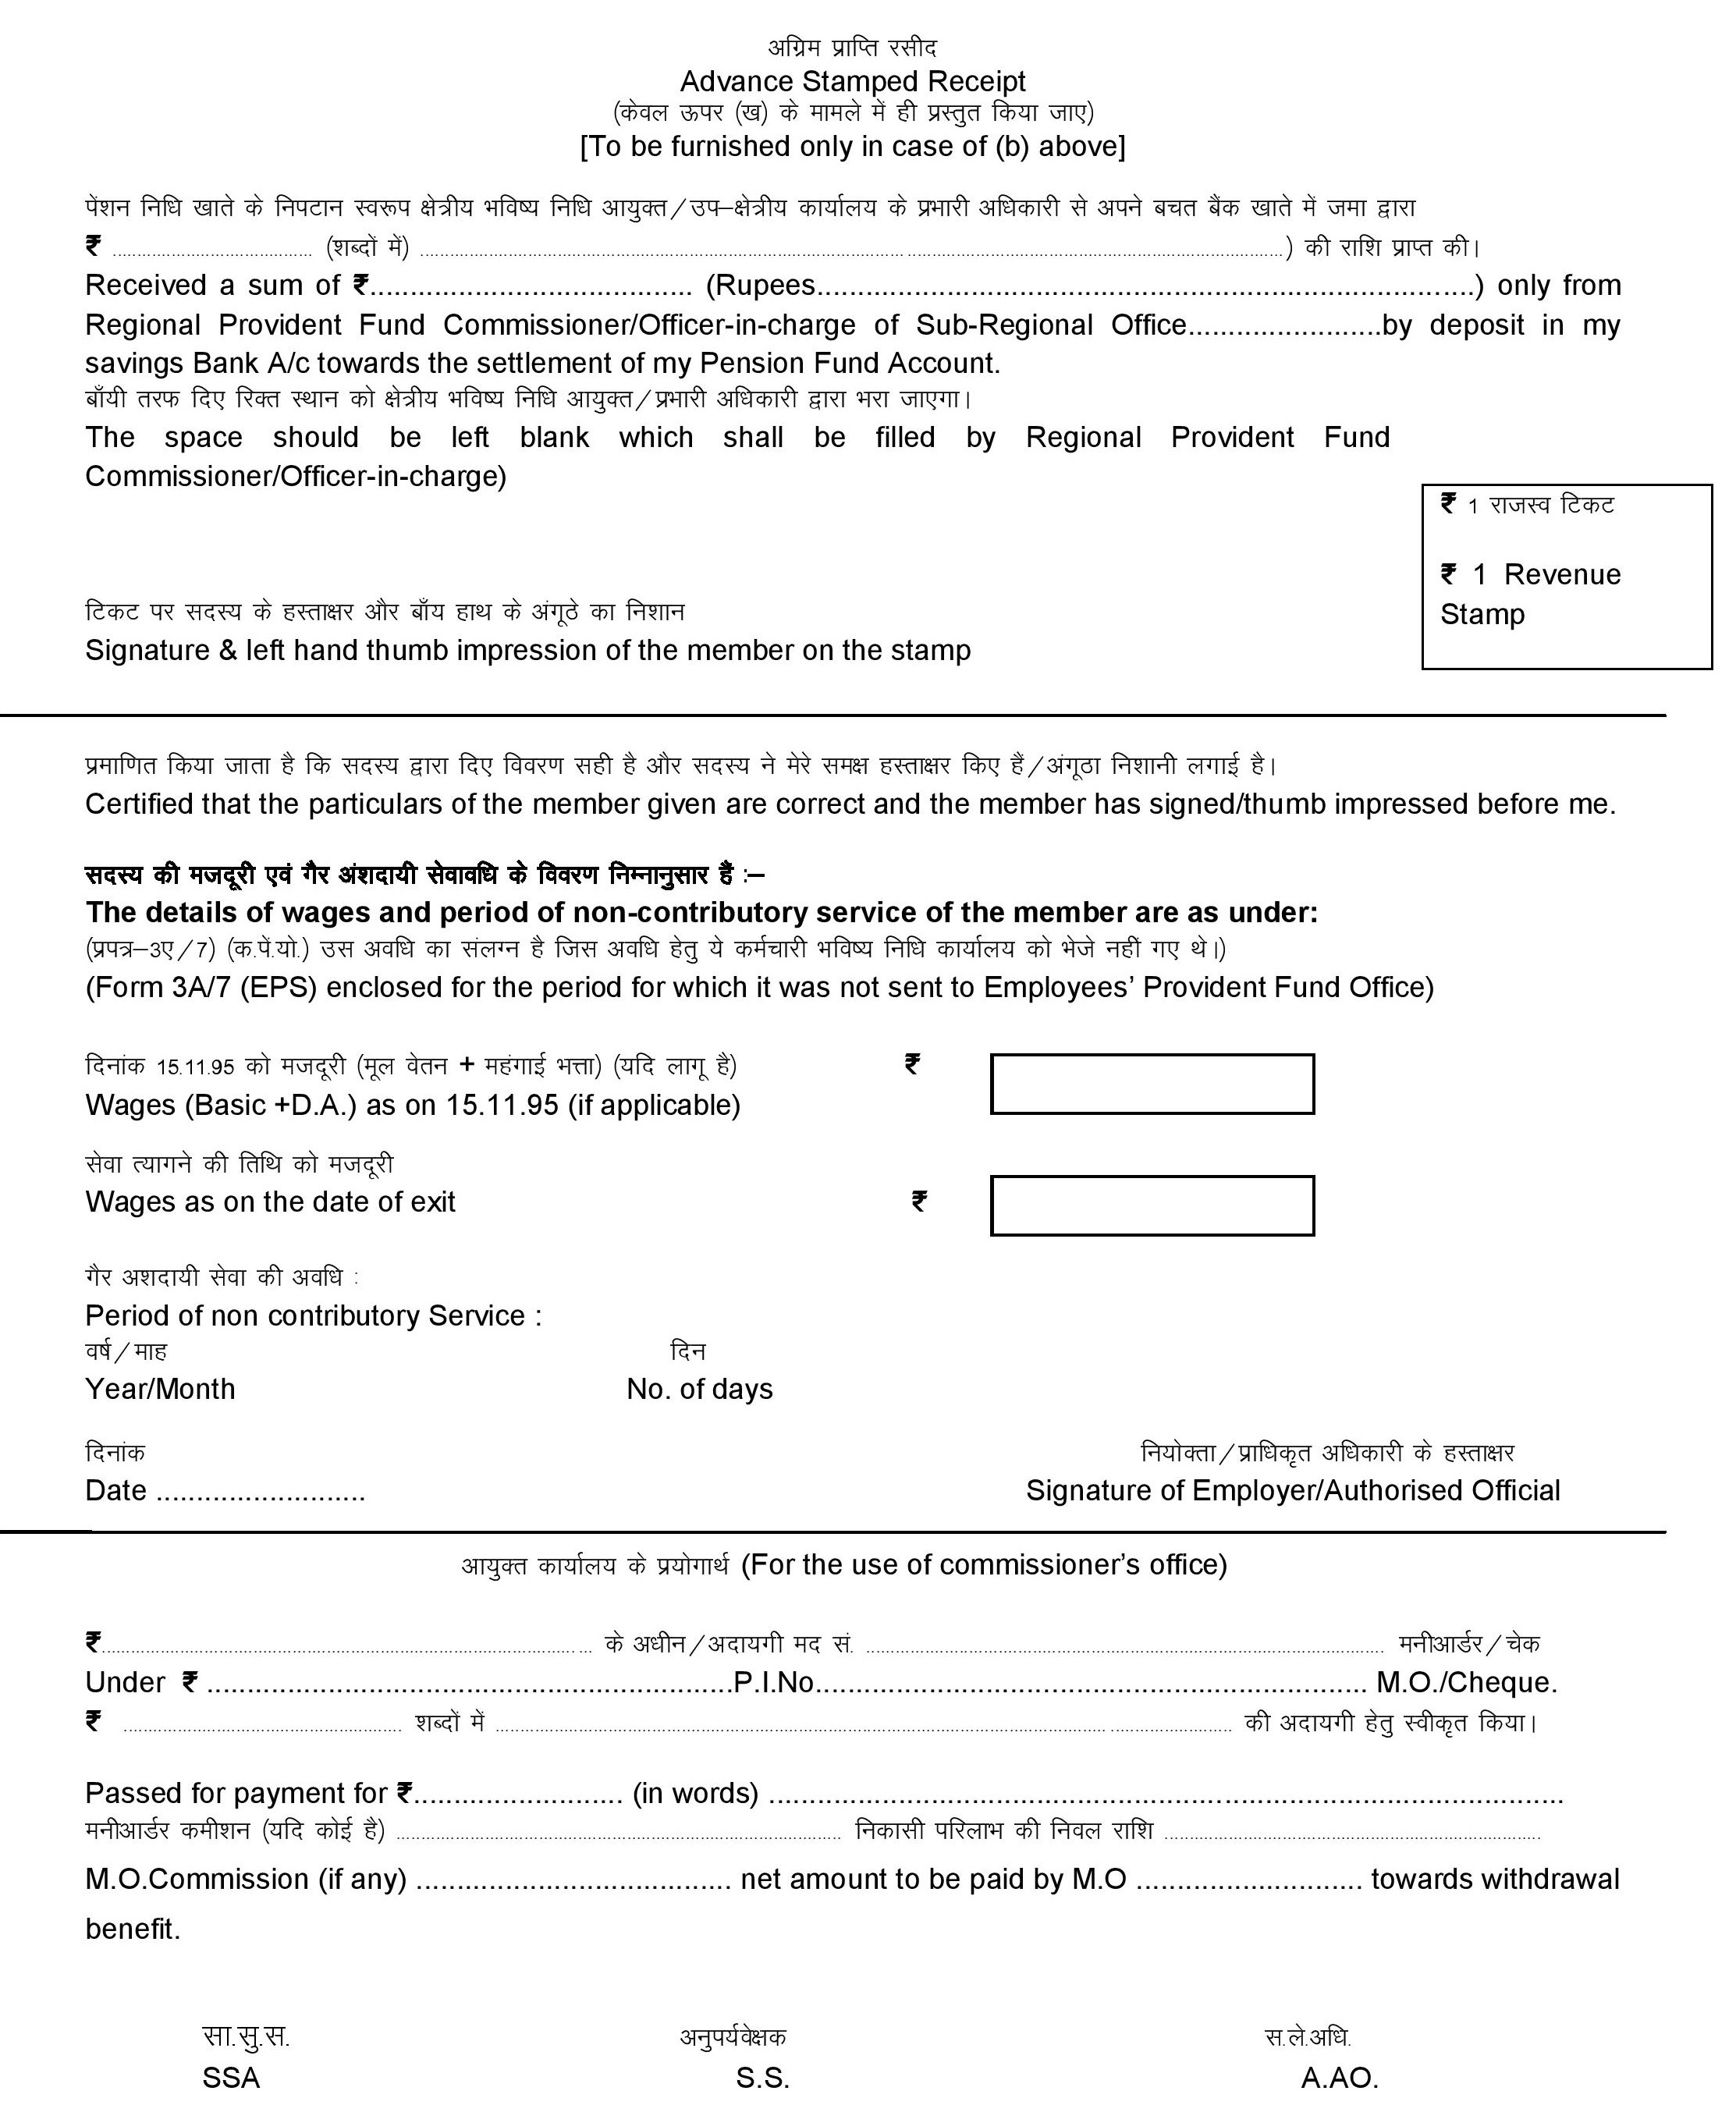 अग्रिम प्राप्ति रसीद
Advance Stamped Receipt
(केवल ऊपर (ख) के मामले में ही प्रस्तुत किया जाए)
[To be furnished only in case of (b) above]
पेंशन निधि खाते के निपटान स्वरूप क्षेत्रीय भविष्य निधि आयुक्त/उप–क्षेत्रीय कार्यालय के प्रभारी अधिकारी से अपने बचत बैंक खाते में जमा द्वारा
₹ ........................................ (शब्दों में) ................................................................................) की राशि प्राप्त की।
Received a sum of ₹........................................ (Rupees................................................................................) only from
Regional Provident Fund Commissioner/Officer-in-charge of Sub-Regional Office........................by deposit in my
savings Bank A/c towards the settlement of my Pension Fund Account.
बाँयी तरफ दिए रिक्त स्थान को क्षेत्रीय भविष्य निधि आयुक्त/प्रभारी अधिकारी द्वारा भरा जाएगा।
The space should be left blank which shall be filled by Regional Provident Fund
Commissioner/Officer-in-charge)
₹ 1 राजस्व टिकट
₹ 1 Revenue
Stamp
टिकट पर सदस्य के हस्ताक्षर और बाँय हाथ के अंगूठे का निशान
Signature & left hand thumb impression of the member on the stamp
प्रमाणित किया जाता है कि सदस्य द्वारा दिए विवरण सही है और सदस्य ने मेरे समक्ष हस्ताक्षर किए हैं/अंगूठा निशानी लगाई है।
Certified that the particulars of the member given are correct and the member has signed/thumb impressed before me.
सदस्य की मजदूरी एवं गैर अंशदायी सेवावधि के विवरण निम्नानुसार हैं :–
The details of wages and period of non-contributory service of the member are as under:
(प्रपत्र–3ए/7) (क.पें.यो.) उस अवधि का संलग्न है जिस अवधि हेतु ये कर्मचारी भविष्य निधि कार्यालय को भेजे नहीं गए थे।)
(Form 3A/7 (EPS) enclosed for the period for which it was not sent to Employees’ Provident Fund Office)
दिनांक 15.11.95 को मजदूरी (मूल वेतन + महंगाई भत्ता) (यदि लागू है) ₹
Wages (Basic +D.A.) as on 15.11.95 (if applicable)
सेवा त्यागने की तिथि को मजदूरी
Wages as on the date of exit ₹
गैर अशदायी सेवा की अवधि :
Period of non contributory Service :
वर्ष/माह दिन
Year/Month No. of days
दिनांक नियोक्ता/प्राधिकृत अधिकारी के हस्ताक्षर
Date .......................... Signature of Employer/Authorised Official
आयुक्त कार्यालय के प्रयोगार्थ (For the use of commissioner’s office)
₹................................................................ के अधीन/अदायगी मद सं. ................................................................ मनीआर्डर/चेक
Under ₹ ................................................................P.I.No................................................................ M.O./Cheque.
₹ ........................................ शब्दों में ................................................................................ की अदायगी हेतु स्वीकृत किया।
Passed for payment for ₹.......................... (in words) ................................................................................
मनीआर्डर कमीशन (यदि कोई है) ................................................................ निकासी परिलाभ की निवल राशि ................................................................
M.O.Commission (if any) ....................................... net amount to be paid by M.O ............................ towards withdrawal
benefit.
सा.सु.स. अनुपर्यवेक्षक स.ले.अधि.
SSA S.S. A.AO.